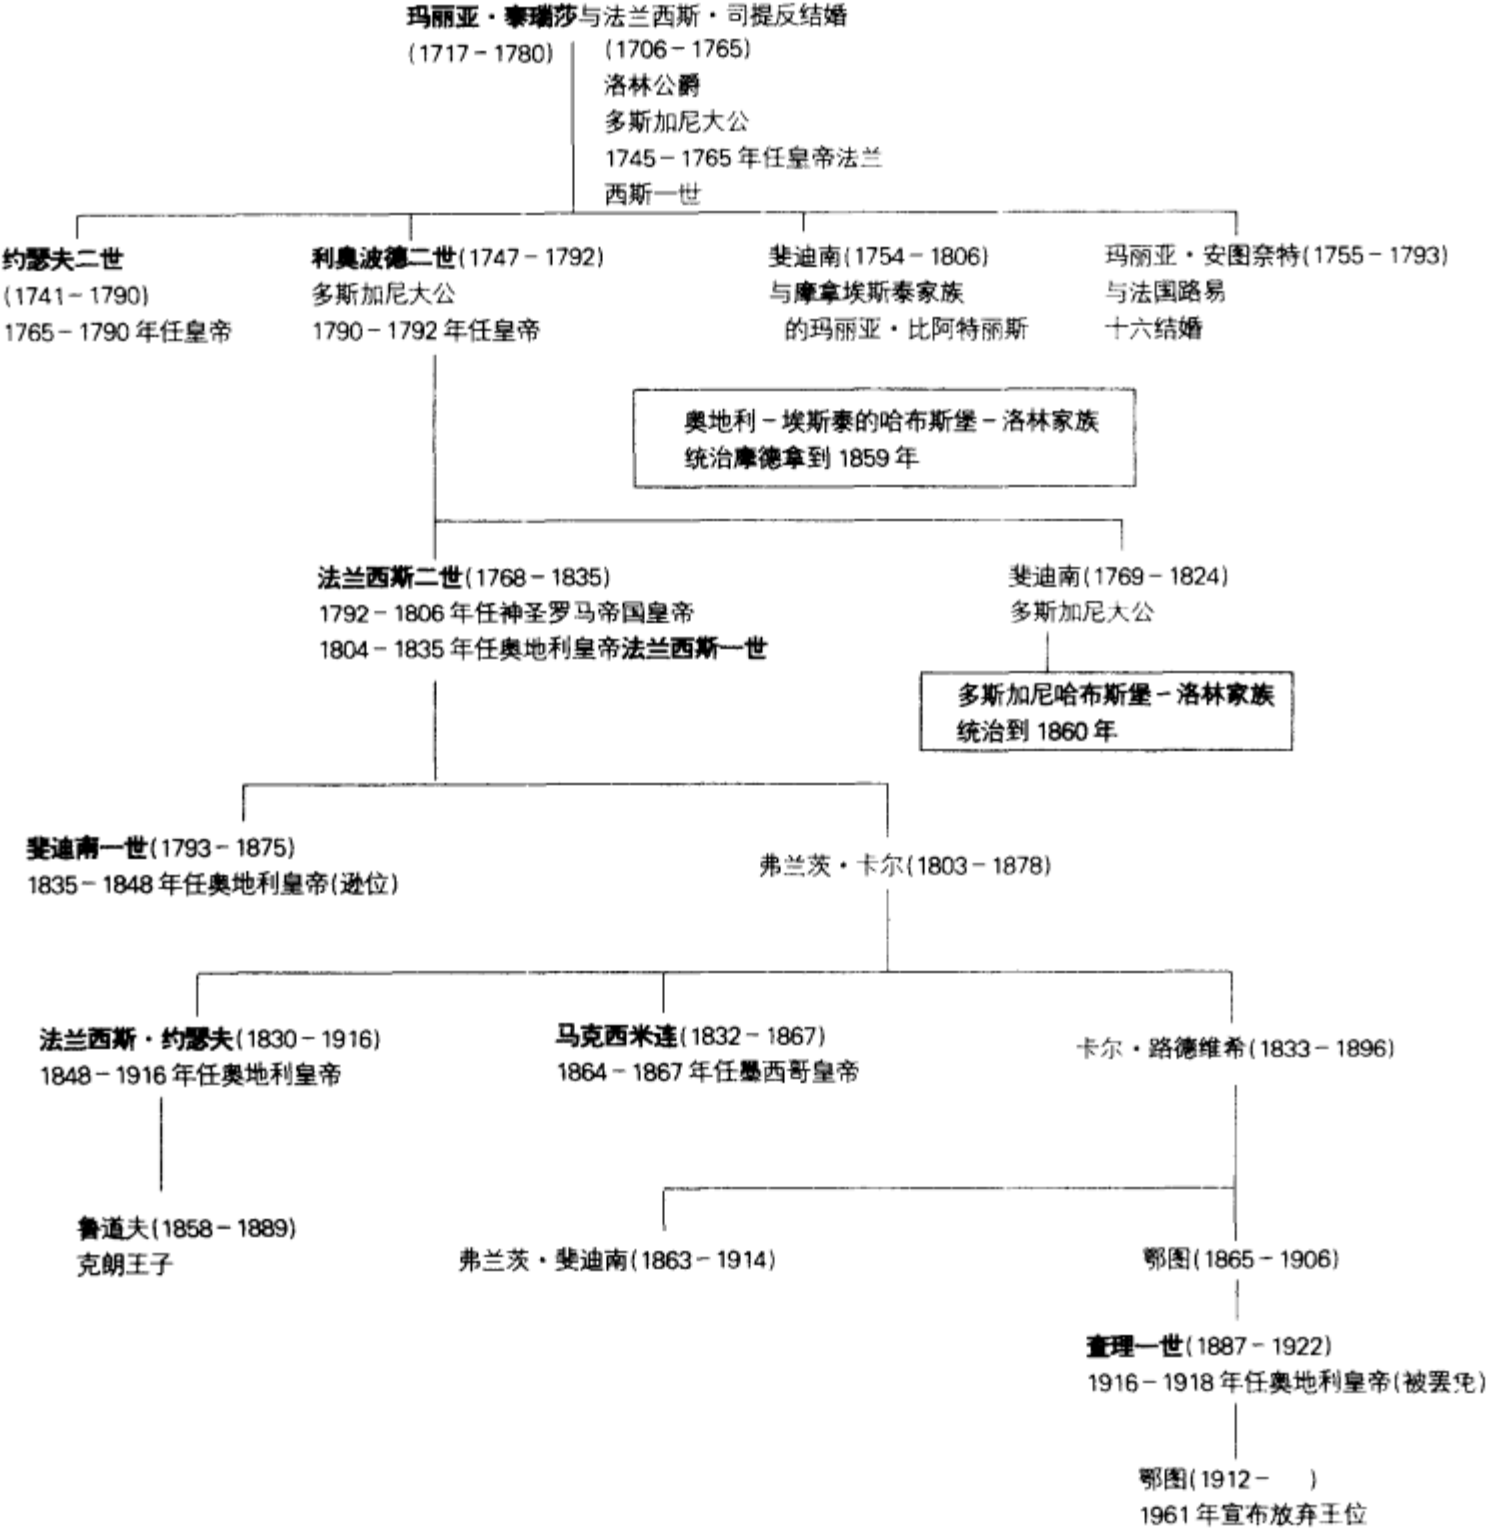 玛丽亚·泰瑞莎与法兰西斯·司提反结婚
(1717-1780)
(1706-1765)
洛林公爵
多斯加尼大公
1745-1765年任皇帝法兰
西斯一世
约瑟夫二世
(1741-1790)
1765-1790年任皇帝
利奥波德二世(1747-1792)
多斯加尼大公
1790-1792年任皇帝
斐迪南(1754-1806)
与摩拿埃斯泰家族
的玛丽亚·比阿特丽斯
玛丽亚·安图奈特(1755-1793)
与法国路易
十六结婚
奥地利-埃斯泰的哈布斯堡-洛林家族
统治摩德拿到1859年
法兰西斯二世(1768-1835)
1792-1806年任神圣罗马帝国皇帝
1804-1835年任奥地利皇帝法兰西斯一世
斐迪南(1769-1824)
多斯加尼大公
多斯加尼哈布斯堡-洛林家族
统治到1860年
斐迪南一世(1793-1875)
1835-1848年任奥地利皇帝(逊位)
弗兰茨·卡尔(1803-1878)
法兰西斯·约瑟夫(1830-1916)
1848-1916年任奥地利皇帝
马克西米连(1832-1867)
1864-1867年任墨西哥皇帝
卡尔·路德维希(1833-1896)
鲁道夫(1858-1889)
克朗王子
弗兰茨·斐迪南(1863-1914)
鄂图(1865-1906)
查理一世(1887-1922)
1916-1918年任奥地利皇帝(被罢免)
鄂图(1912-　)
1961年宣布放弃王位